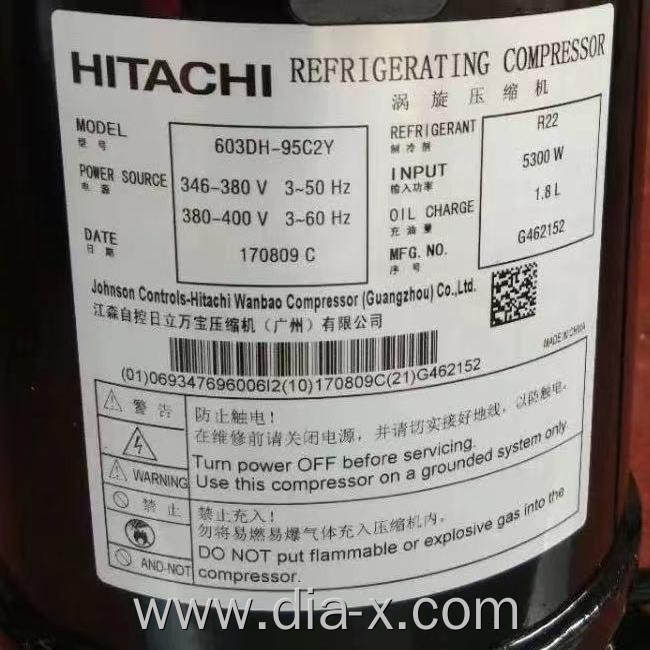 HITACHI REFRIGERATING COMPRESSOR
涡旋压缩机
MODEL 603DH-95C2Y
型号
POWER SOURCE 346-380 V 3~50 Hz
电源 380-400 V 3~60 Hz
DATE 170809 C
日期
REFRIGERANT R22
制冷剂
INPUT 5300 W
输入功率
OIL CHARGE 1.8 L
充油量
MFG. NO. G462152
序号
Johnson Controls-Hitachi Wanbao Compressor (Guangzhou) Co.,Ltd.
江森自控日立万宝压缩机（广州）有限公司
MADE IN CHINA
(01)06934769600612(10)170809C(21)G462152
警告
WARNING
防止触电！
在维修前请关闭电源，并请切实接好地线，以防触电。
Turn power OFF before servicing.
Use this compressor on a grounded system only.
禁止
AND-NOT
禁止充入！
勿将易燃易爆气体充入压缩机内。
DO NOT put flammable or explosive gas into the
compressor.
www.dia-x.com